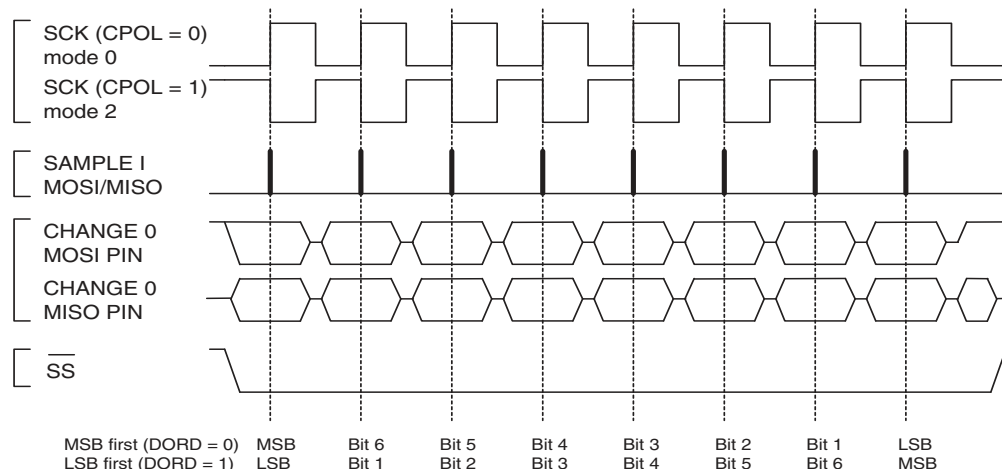 SCK (CPOL = 0)
mode 0
SCK (CPOL = 1)
mode 2
SAMPLE I
MOSI/MISO
CHANGE 0
MOSI PIN
CHANGE 0
MISO PIN
SS
MSB first (DORD = 0) MSB Bit 6 Bit 5 Bit 4 Bit 3 Bit 2 Bit 1 LSB
LSB first (DORD = 1) LSB Bit 1 Bit 2 Bit 3 Bit 4 Bit 5 Bit 6 MSB